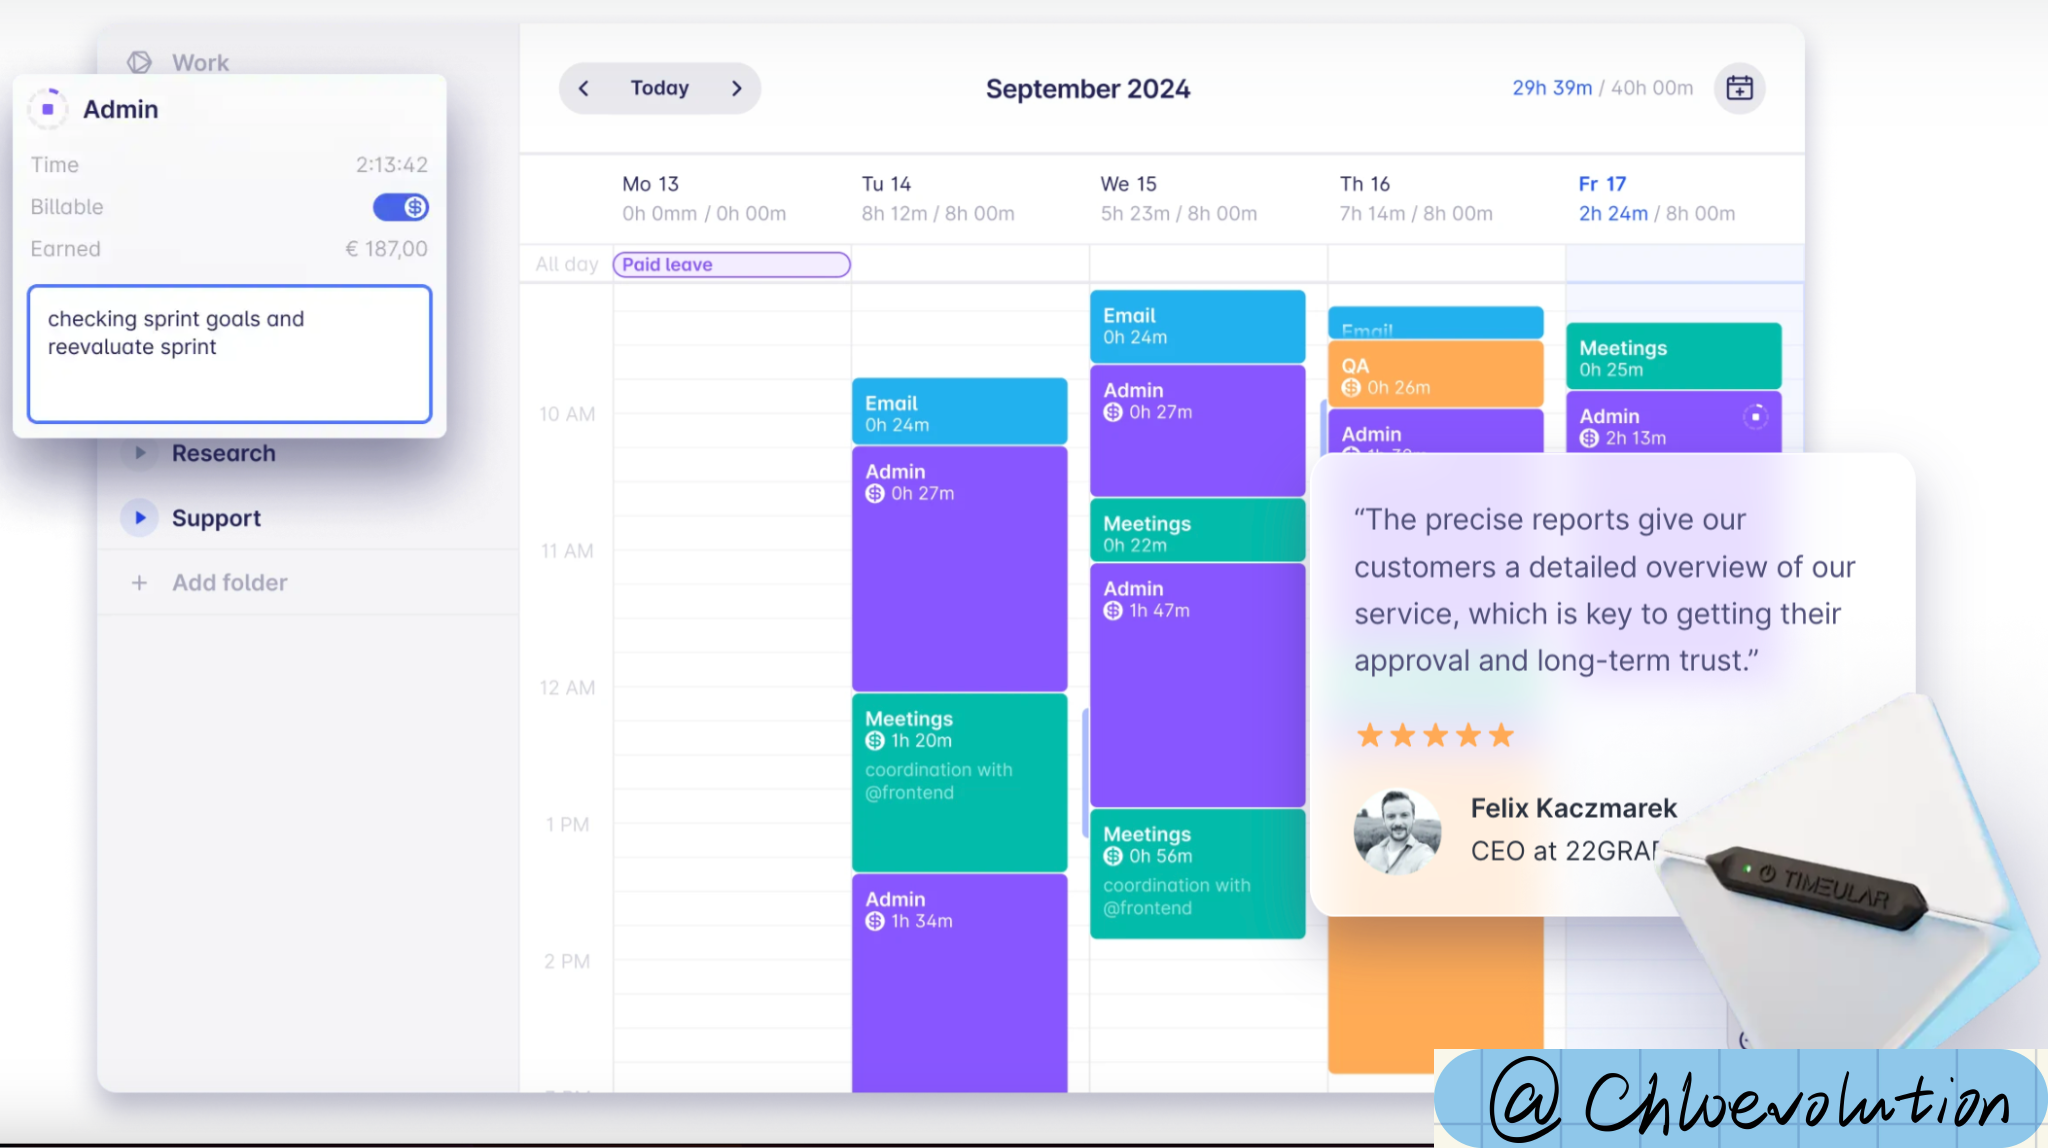 Work
Admin
Time 2:13:42
Billable
Earned € 187,00
checking sprint goals and
reevaluate sprint
Research
Support
Add folder
Today
September 2024
29h 39m / 40h 00m
Mo 13
0h 0mm / 0h 00m
Tu 14
8h 12m / 8h 00m
We 15
5h 23m / 8h 00m
Th 16
7h 14m / 8h 00m
Fr 17
2h 24m / 8h 00m
All day
Paid leave
10 AM
11 AM
12 AM
1 PM
2 PM
Email
0h 24m
Admin
0h 27m
Meetings
1h 20m
coordination with
@frontend
Admin
1h 34m
Email
0h 24m
Admin
0h 27m
Meetings
0h 22m
Admin
1h 47m
Meetings
0h 56m
coordination with
@frontend
Email
QA
0h 26m
Admin
Meetings
0h 25m
Admin
2h 13m
“The precise reports give our
customers a detailed overview of our
service, which is key to getting their
approval and long-term trust.”
Felix Kaczmarek
CEO at
TIMEULAR
@Chloevolution